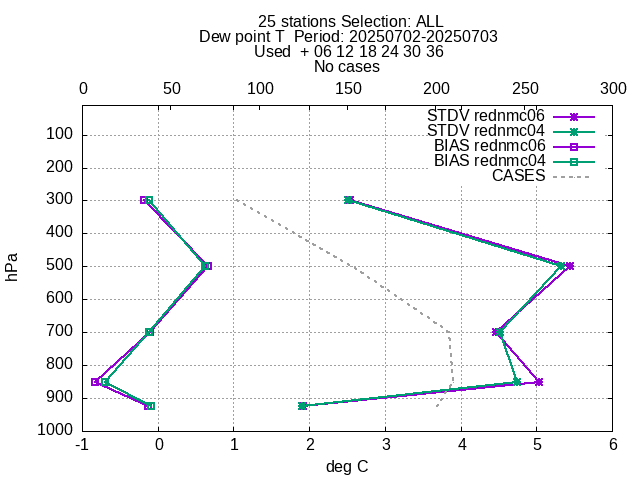 25 stations Selection: ALL
Dew point T  Period: 20250702-20250703
Used  + 06 12 18 24 30 36
No cases
0 50 100 150 200 250 300
STDV rednmc06
STDV rednmc04
BIAS rednmc06
BIAS rednmc04
CASES
100
200
300
400
500
600
700
800
900
1000
hPa
-1 0 1 2 3 4 5 6
deg C